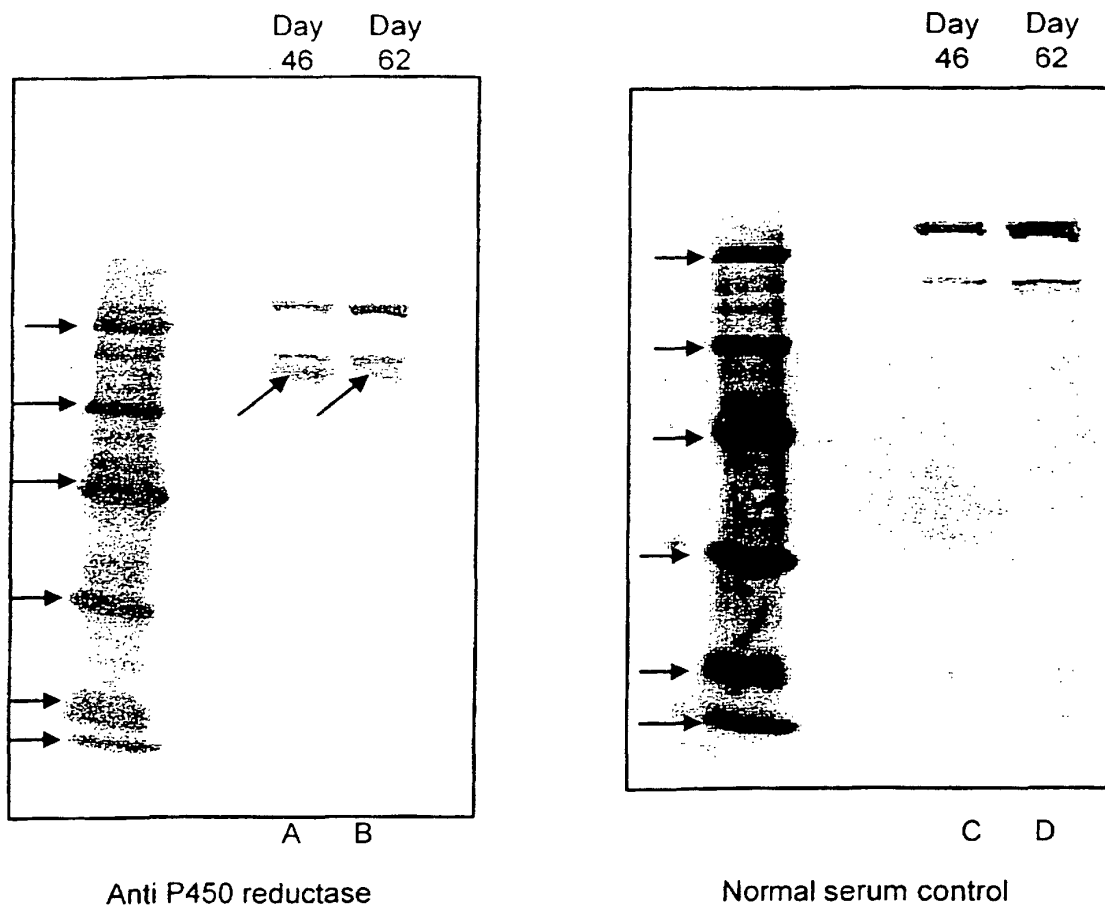 Day Day
46 62
Day Day
46 62
A B
C D
Anti P450 reductase
Normal serum control